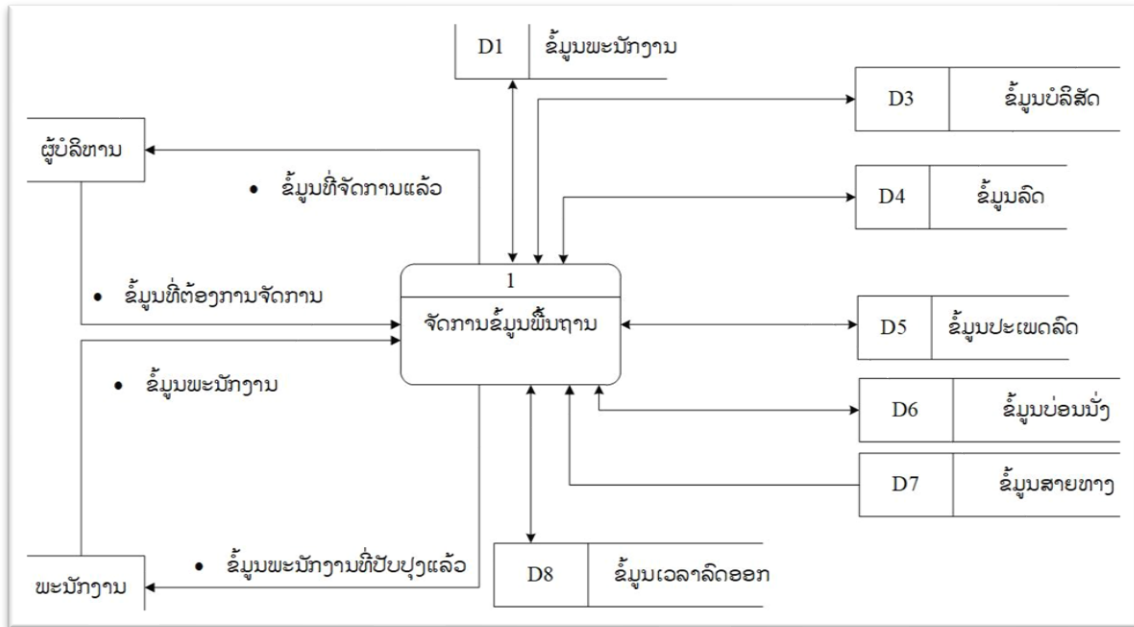 D1 ຂໍ້ມູນພະນັກງານ
D3 ຂໍ້ມູນບໍລິສັດ
ຜູ້ບໍລິຫານ
• ຂໍ້ມູນທີ່ຈັດການແລ້ວ
D4 ຂໍ້ມູນລົດ
• ຂໍ້ມູນທີ່ຕ້ອງການຈັດການ
1
ຈັດການຂໍ້ມູນພື້ນຖານ
D5 ຂໍ້ມູນປະເພດລົດ
• ຂໍ້ມູນພະນັກງານ
D6 ຂໍ້ມູນບ່ອນນັ່ງ
D7 ຂໍ້ມູນສາຍທາງ
• ຂໍ້ມູນພະນັກງານທີ່ປັບປຸງແລ້ວ
D8 ຂໍ້ມູນເວລາລົດອອກ
ພະນັກງານ